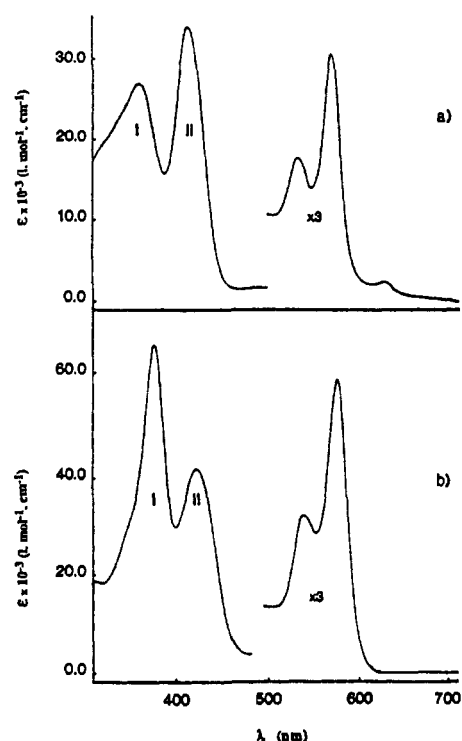 30.0
20.0
10.0
0.0
ε x 10⁻³ (l. mol⁻¹. cm⁻¹)
I
II
x3
a)
60.0
40.0
20.0
0.0
ε x 10⁻³ (l. mol⁻¹. cm⁻¹)
I
II
x3
b)
400
500
600
700
λ (nm)